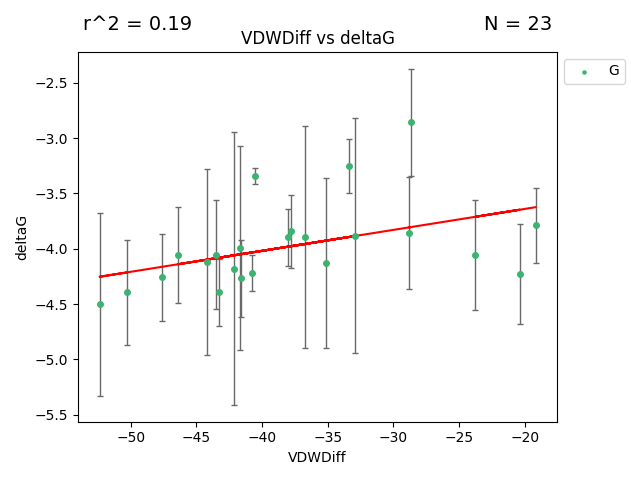 r^2 = 0.19
N = 23
VDWDiff vs deltaG
G
−2.5
−3.0
−3.5
−4.0
−4.5
−5.0
−5.5
deltaG
−50 −45 −40 −35 −30 −25 −20
VDWDiff